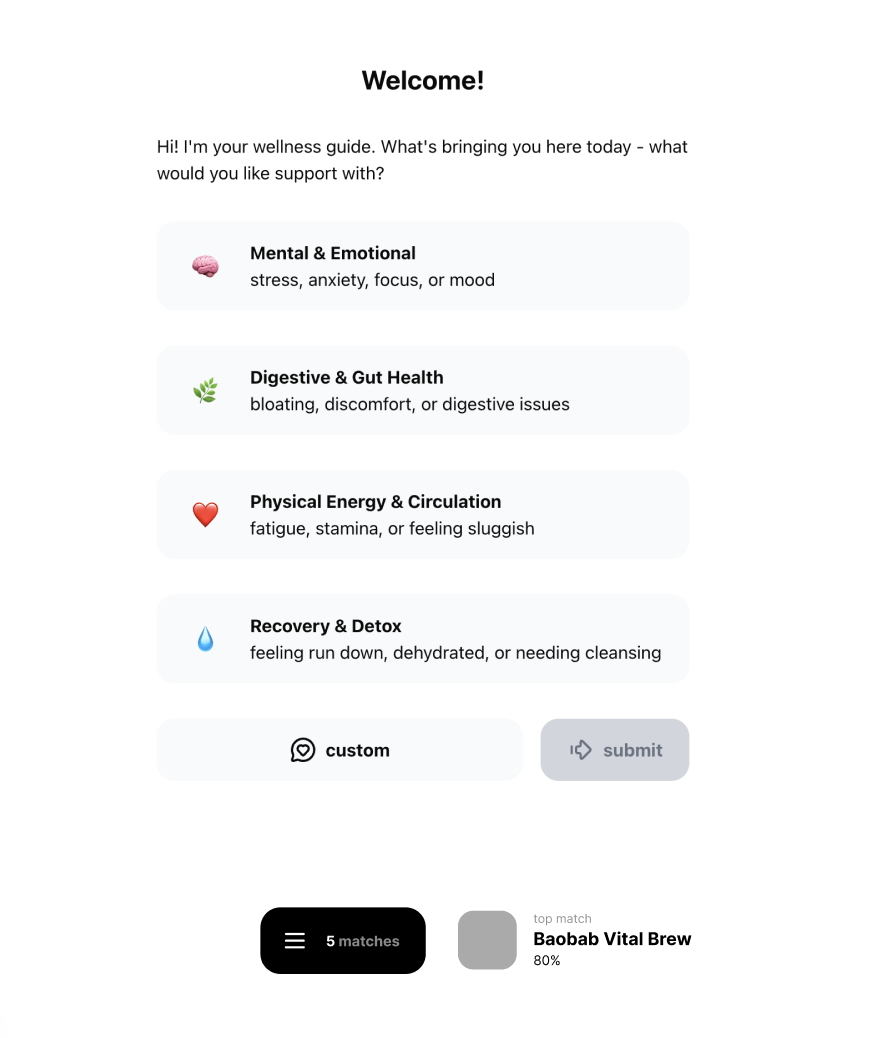 Welcome!
Hi! I'm your wellness guide. What's bringing you here today - what
would you like support with?
Mental & Emotional
stress, anxiety, focus, or mood
Digestive & Gut Health
bloating, discomfort, or digestive issues
Physical Energy & Circulation
fatigue, stamina, or feeling sluggish
Recovery & Detox
feeling run down, dehydrated, or needing cleansing
custom
submit
5 matches
top match
Baobab Vital Brew
80%